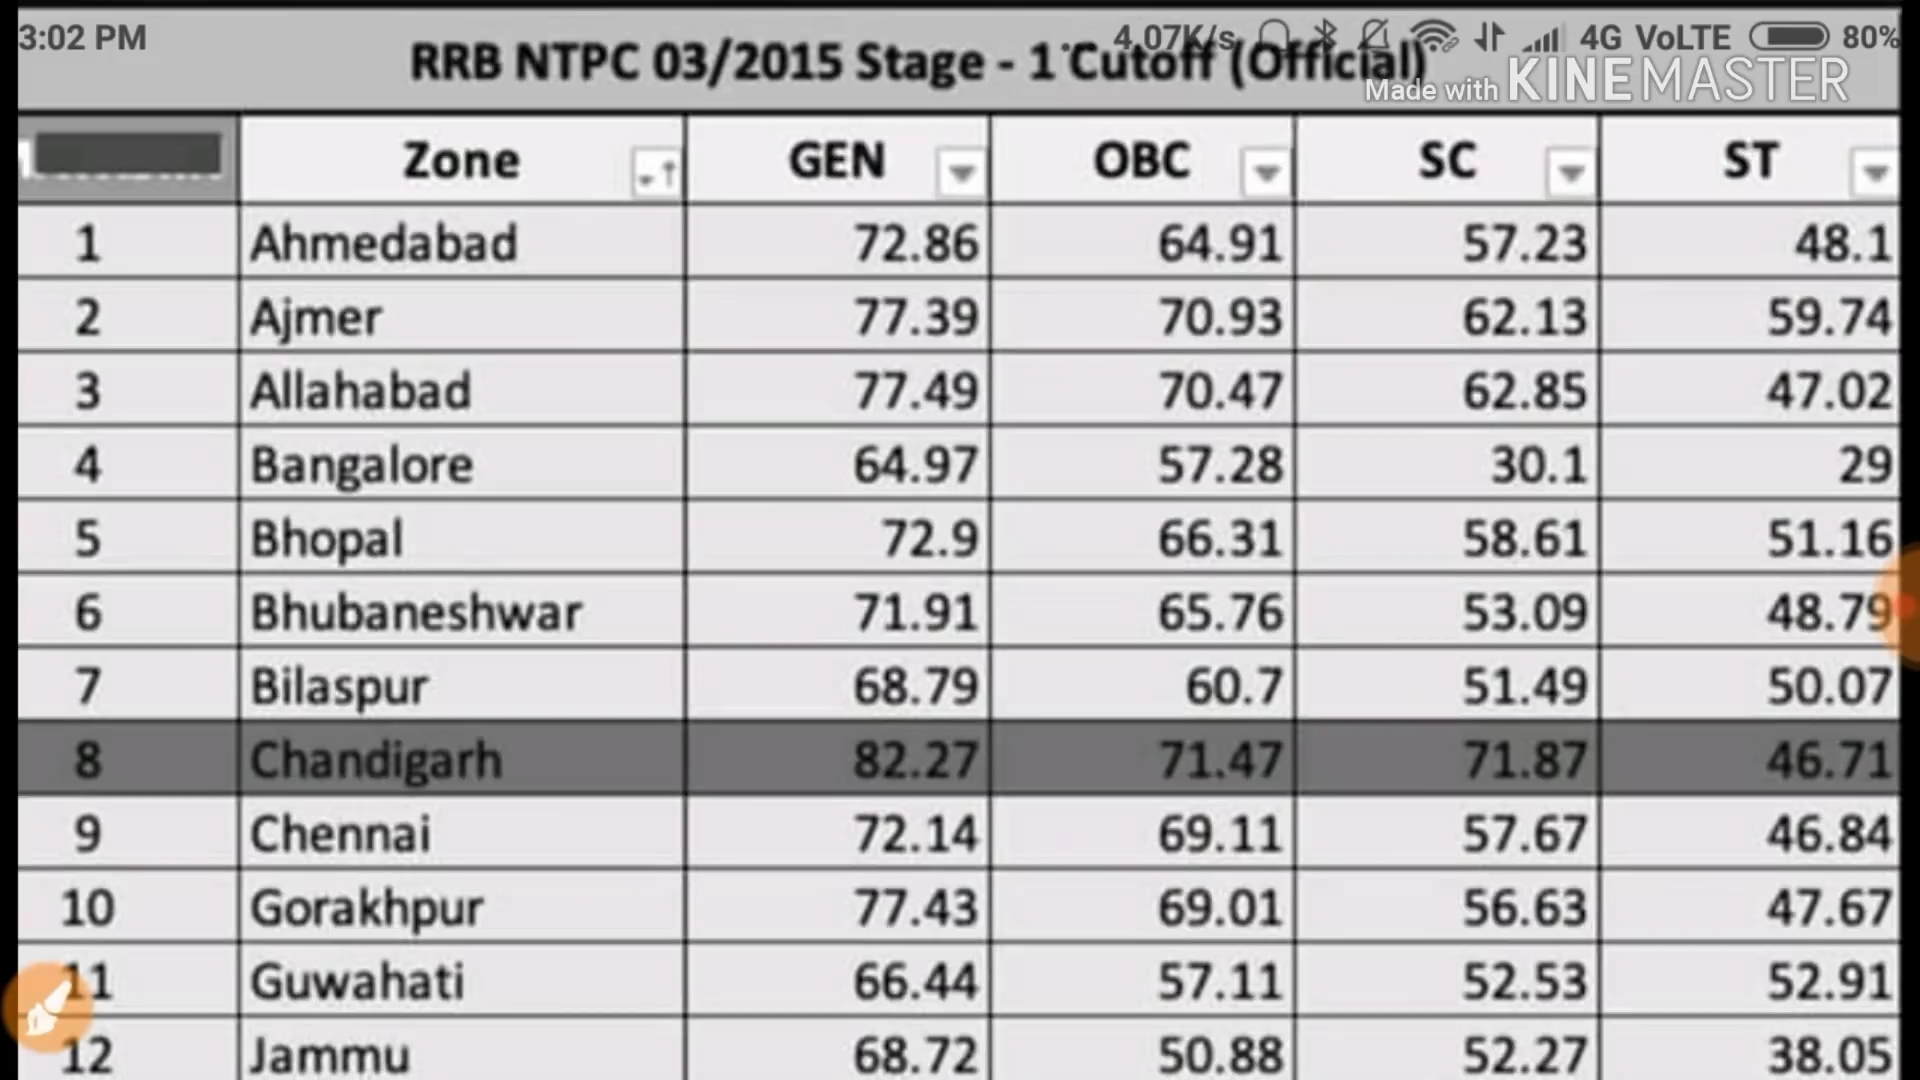 3:02 PM 4.07K/s 4G VoLTE 80%
RRB NTPC 03/2015 Stage - 1 Cutoff (Official)
Made with KINEMASTER
Zone GEN OBC SC ST
1 Ahmedabad 72.86 64.91 57.23 48.1
2 Ajmer 77.39 70.93 62.13 59.74
3 Allahabad 77.49 70.47 62.85 47.02
4 Bangalore 64.97 57.28 30.1 29
5 Bhopal 72.9 66.31 58.61 51.16
6 Bhubaneshwar 71.91 65.76 53.09 48.79
7 Bilaspur 68.79 60.7 51.49 50.07
8 Chandigarh 82.27 71.47 71.87 46.71
9 Chennai 72.14 69.11 57.67 46.84
10 Gorakhpur 77.43 69.01 56.63 47.67
11 Guwahati 66.44 57.11 52.53 52.91
12 Jammu 68.72 50.88 52.27 38.05